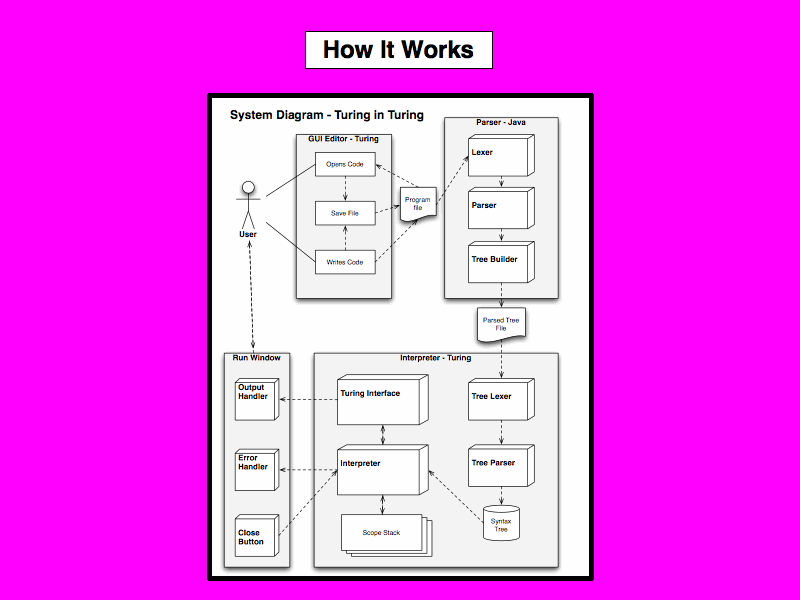 How It Works
System Diagram - Turing in Turing
GUI Editor - Turing
Opens Code
Save File
Writes Code
Program
file
Parser - Java
Lexer
Parser
Tree Builder
User
Parsed Tree
File
Run Window
Output
Handler
Error
Handler
Close
Button
Interpreter - Turing
Turing Interface
Interpreter
Scope Stack
Tree Lexer
Tree Parser
Syntax
Tree